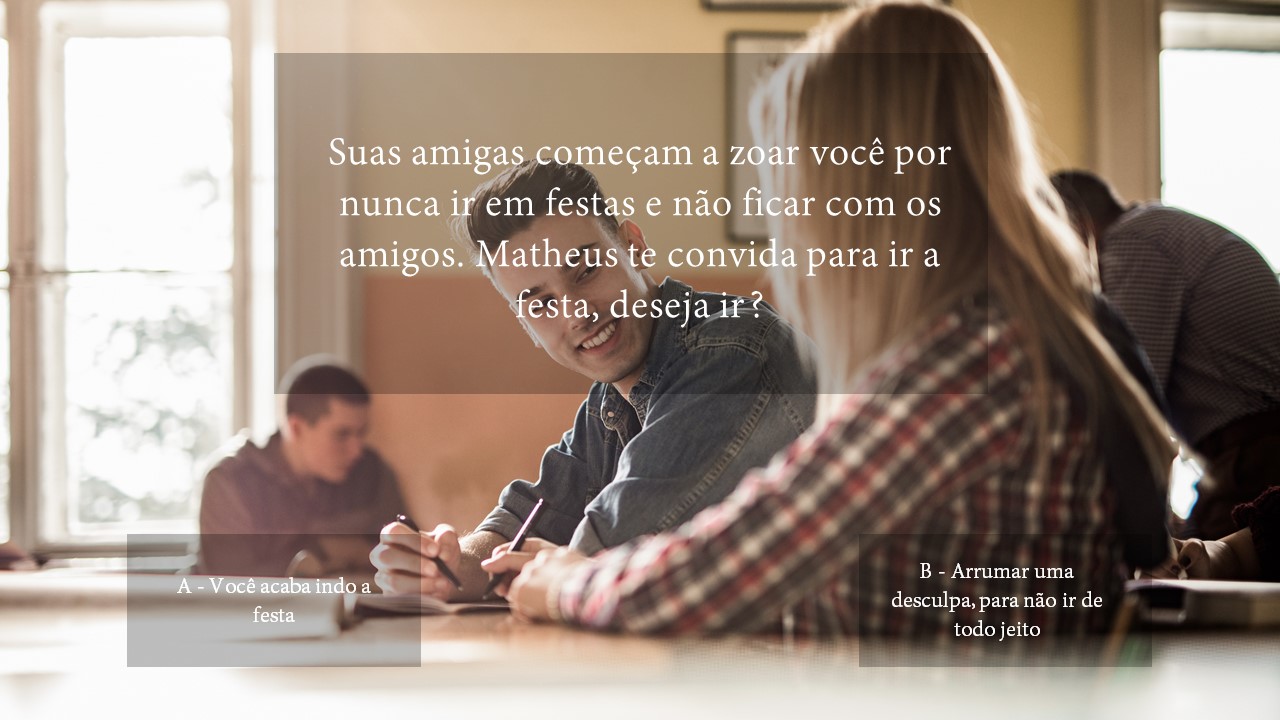 Suas amigas começam a zoar você por
nunca ir em festas e não ficar com os
amigos. Matheus te convida para ir a
festa, deseja ir ?
A - Você acaba indo a
festa
B - Arrumar uma
desculpa, para não ir de
todo jeito